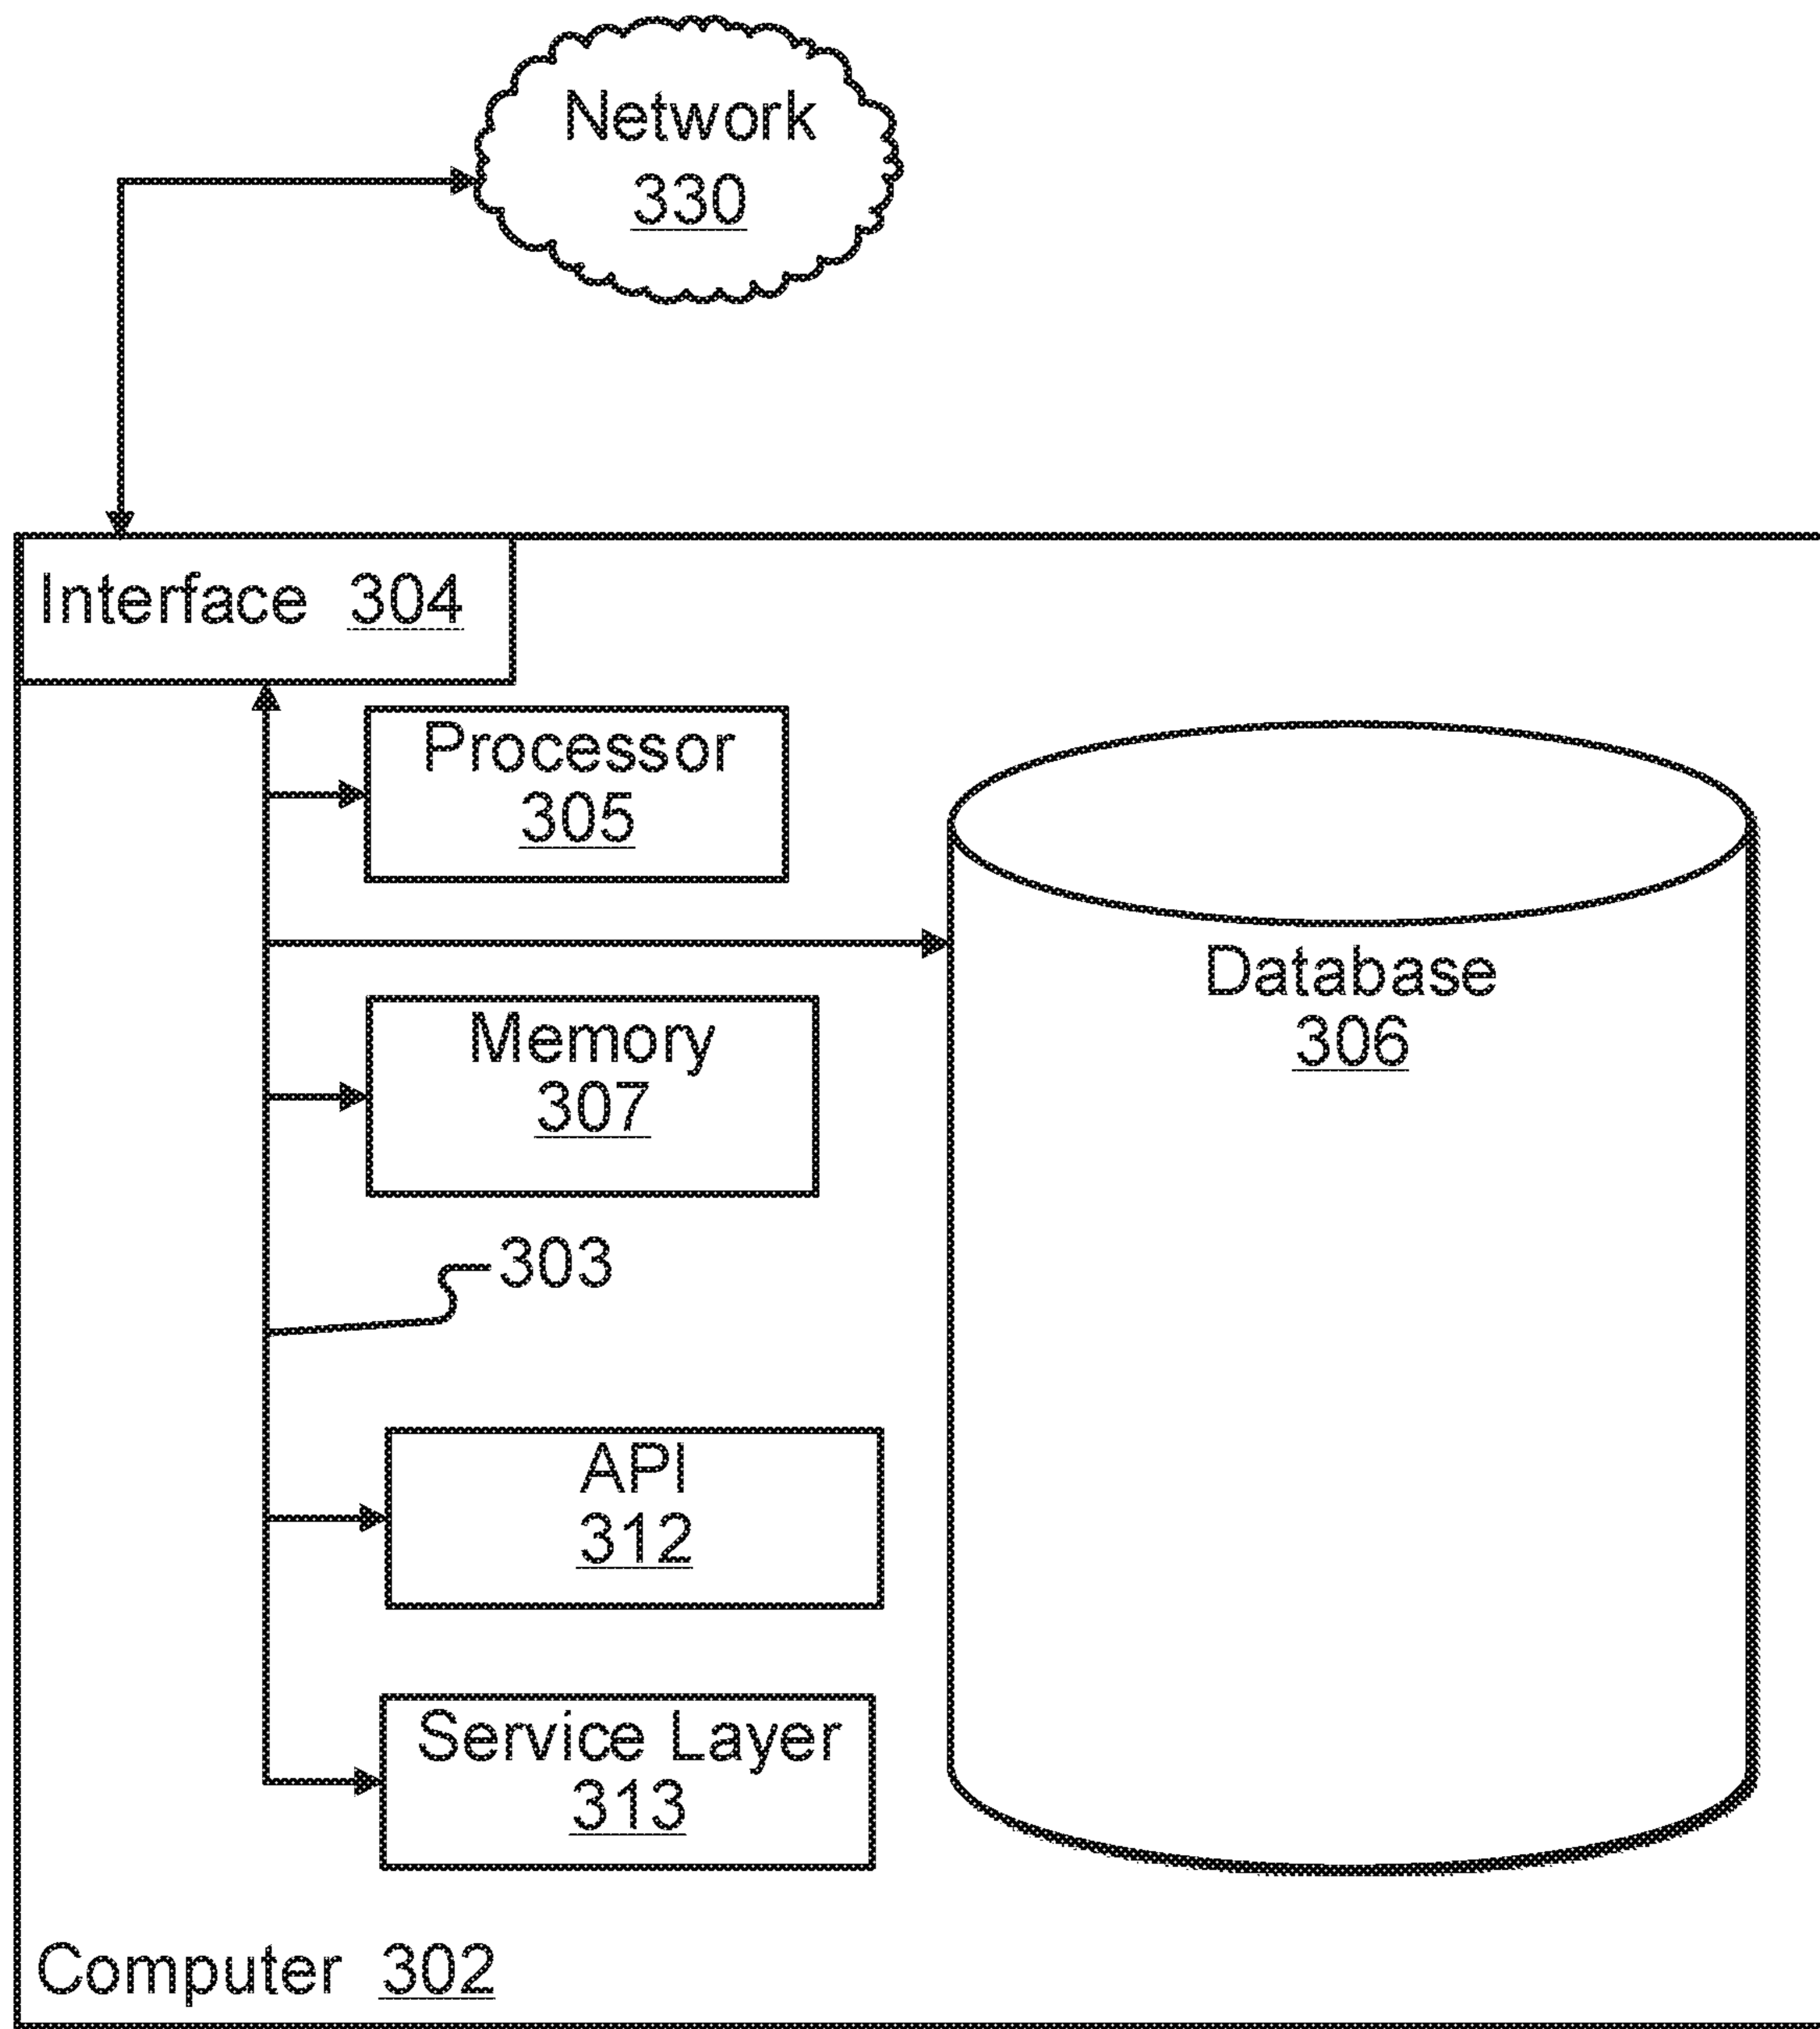 Network
330
Interface 304
Processor
305
Database
306
Memory
307
303
API
312
Service Layer
313
Computer 302